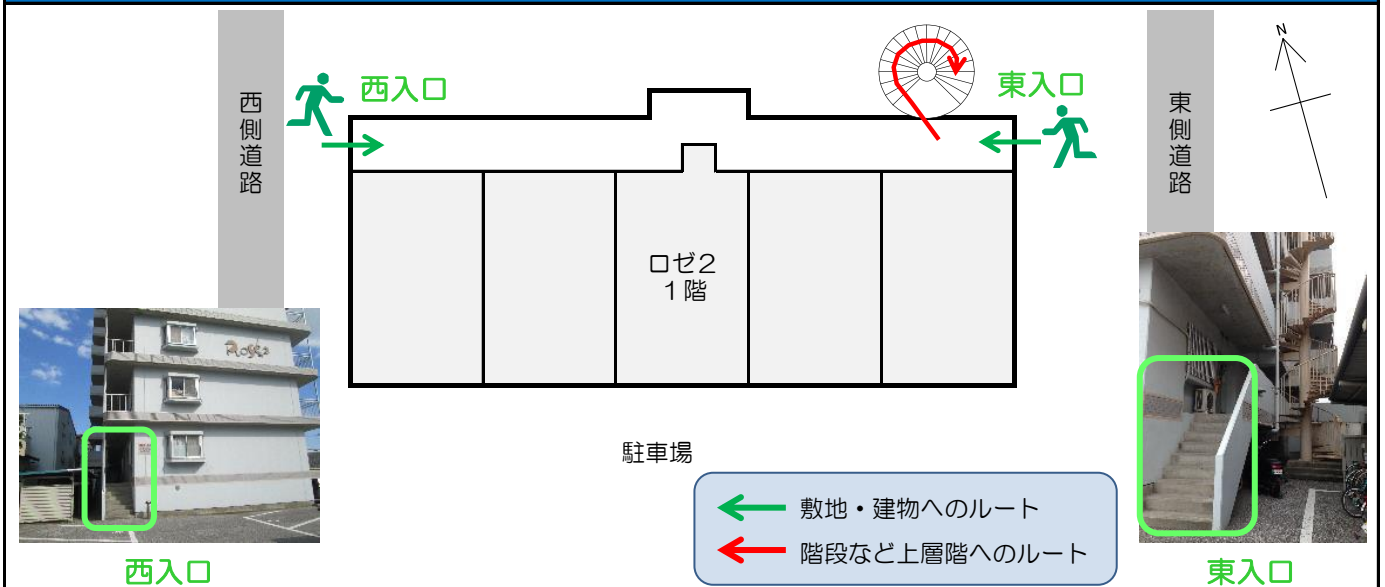 西入口
東入口
N
西側道路
東側道路
ロゼ2
1階
駐車場
敷地・建物へのルート
階段など上層階へのルート
西入口
東入口